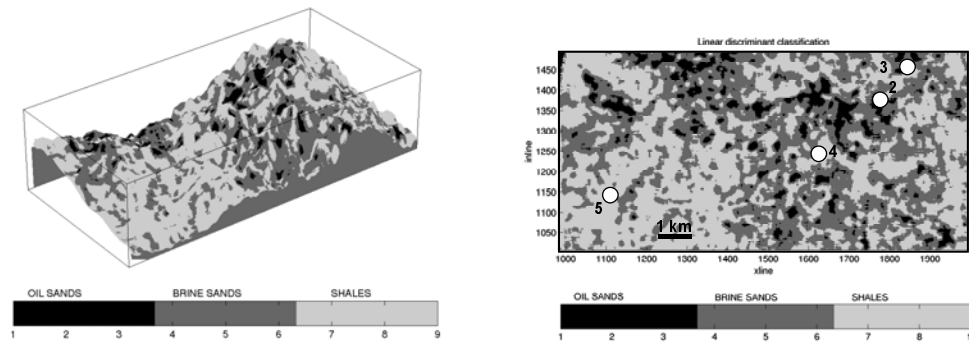 OIL SANDS BRINE SANDS SHALES
1 2 3 4 5 6 7 8 9
Linear discriminant classification
inline
1450
1400
1350
1300
1250
1200
1150
1100
1050
3
2
4
5
1 km
1000 1100 1200 1300 1400 1500 1600 1700 1800 1900
xline
OIL SANDS BRINE SANDS SHALES
1 2 3 4 5 6 7 8 9